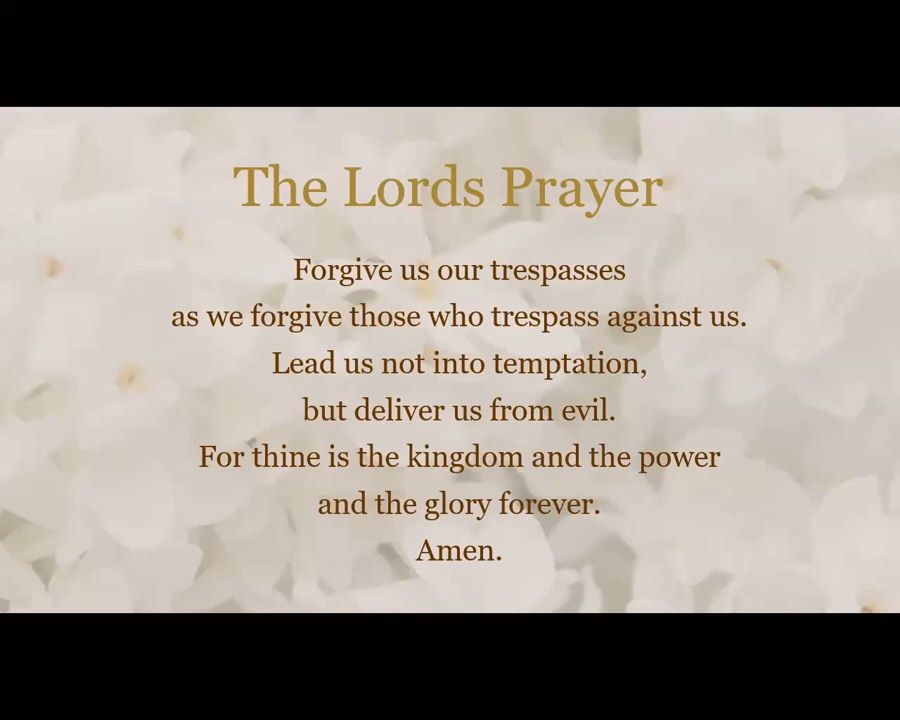 The Lords Prayer
Forgive us our trespasses
as we forgive those who trespass against us.
Lead us not into temptation,
but deliver us from evil.
For thine is the kingdom and the power
and the glory forever.
Amen.